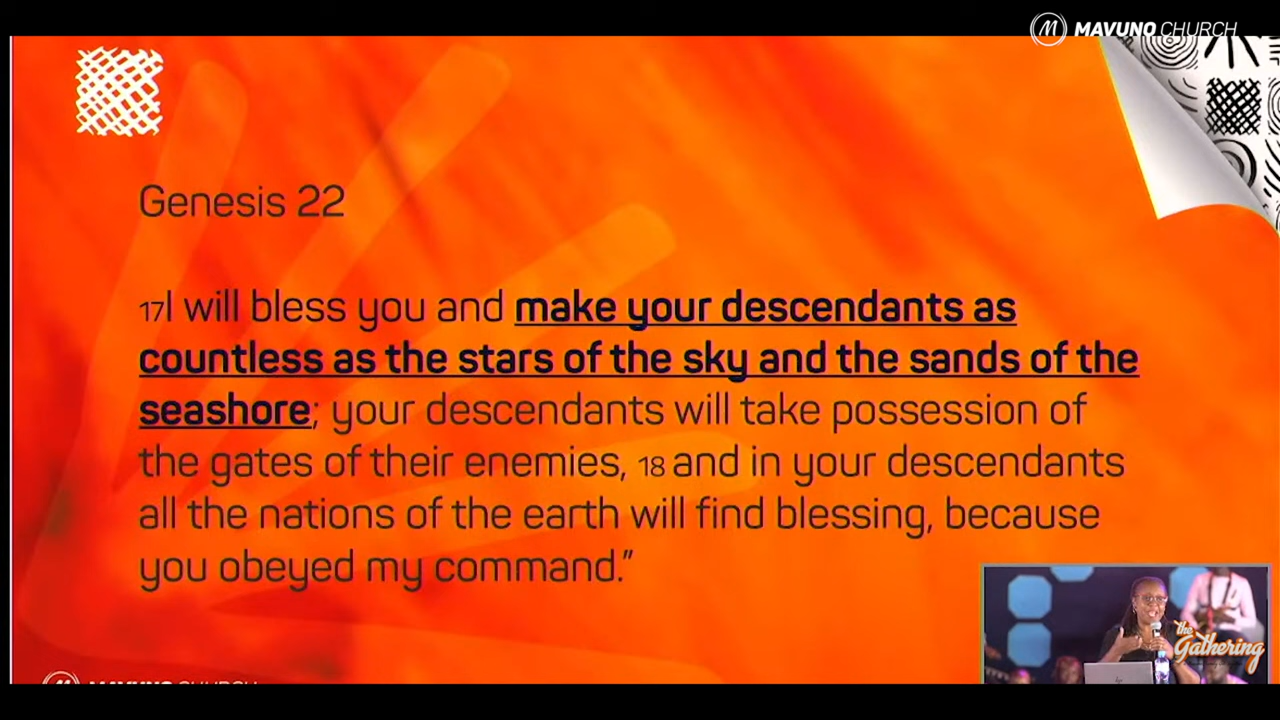 MAVUNO CHURCH
Genesis 22
17I will bless you and make your descendants as
countless as the stars of the sky and the sands of the
seashore; your descendants will take possession of
the gates of their enemies, 18 and in your descendants
all the nations of the earth will find blessing, because
you obeyed my command.”
the
Gathering
MAVUNO CHURCH